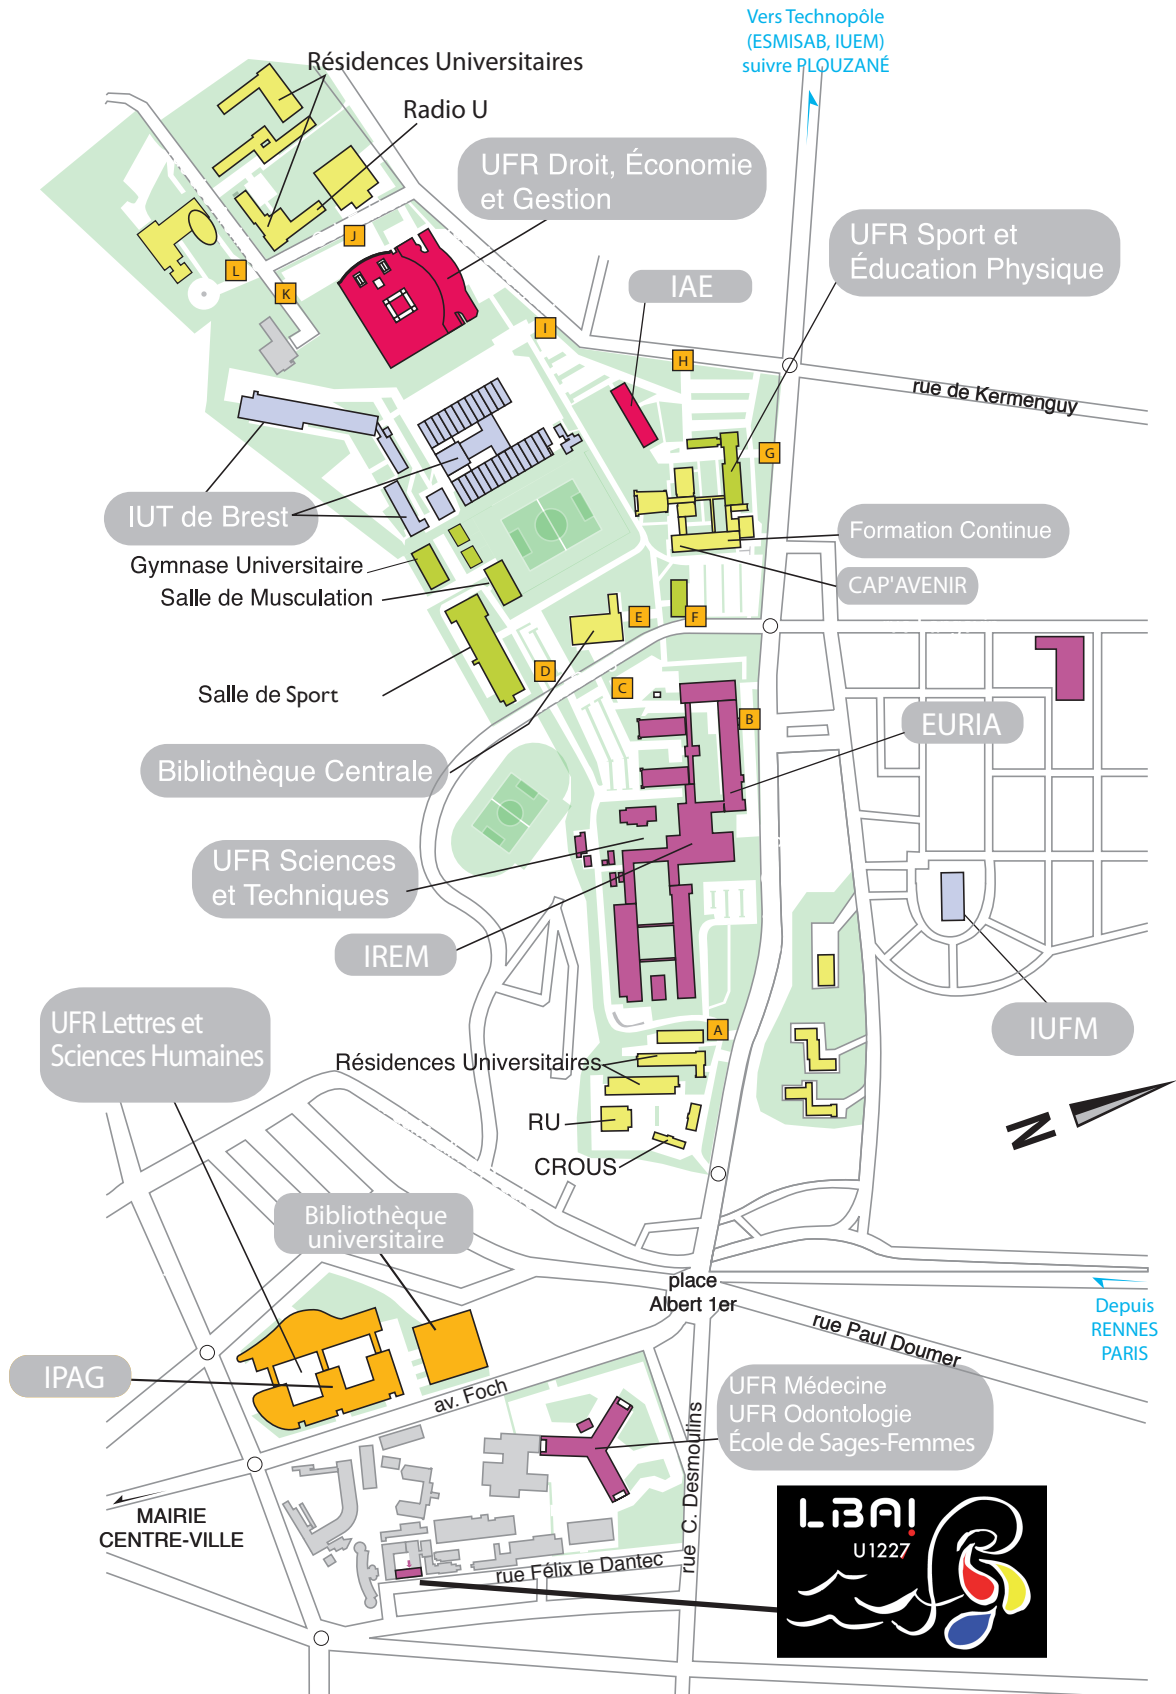 Vers Technopôle
(ESMISAB, IUEM)
suivre PLOUZANÉ
Résidences Universitaires
Radio U
UFR Droit, Économie
et Gestion
UFR Sport et
Éducation Physique
IAE
J
L
K
I
H
rue de Kermenguy
G
IUT de Brest
Formation Continue
Gymnase Universitaire
CAP'AVENIR
Salle de Musculation
E
F
D
C
Salle de Sport
B
EURIA
Bibliothèque Centrale
UFR Sciences
et Techniques
IREM
UFR Lettres et
Sciences Humaines
A
IUFM
Résidences Universitaires
N
RU
CROUS
Bibliothèque
universitaire
place
Albert 1er
Depuis
RENNES
PARIS
rue Paul Doumer
IPAG
av. Foch
UFR Médecine
UFR Odontologie
École de Sages-Femmes
rue C. Desmoulins
MAIRIE
CENTRE-VILLE
rue Félix le Dantec
LBAI
U1227